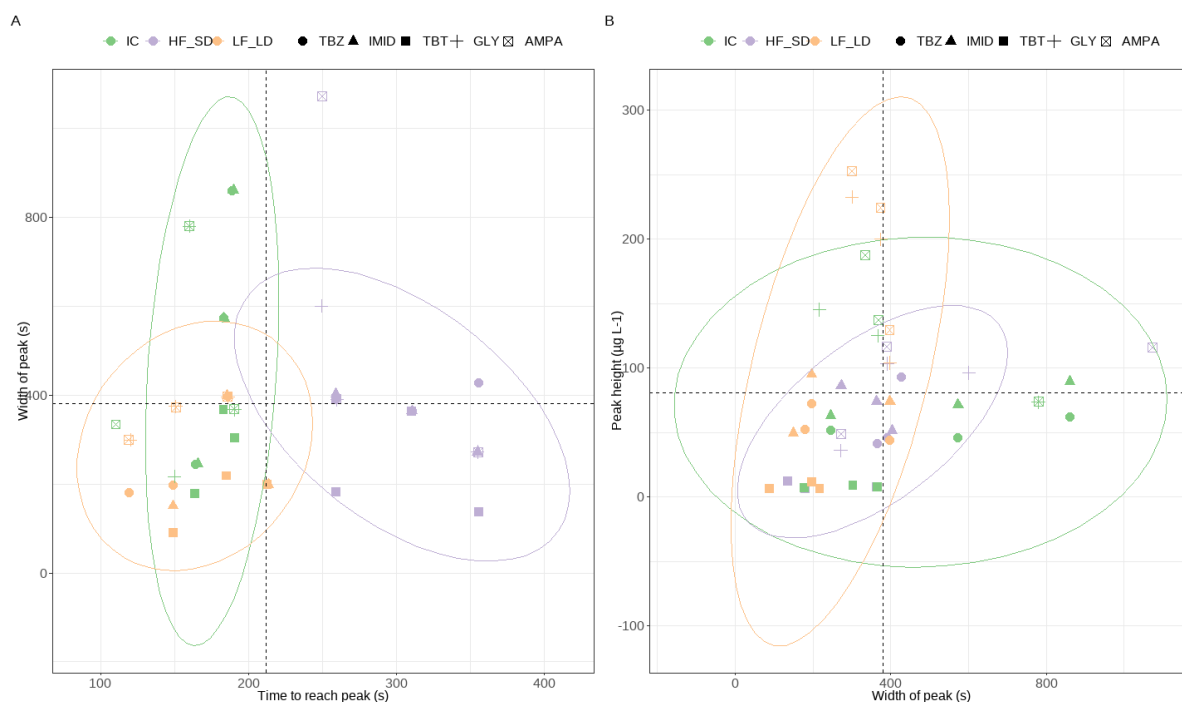 A
IC HF_SD LF_LD TBZ IMID TBT GLY AMPA
800
400
0
Width of peak (s)
100 200 300 400
Time to reach peak (s)
B
IC HF_SD LF_LD TBZ IMID TBT GLY AMPA
300
200
100
0
-100
Peak height (µg L-1)
0 400 800
Width of peak (s)